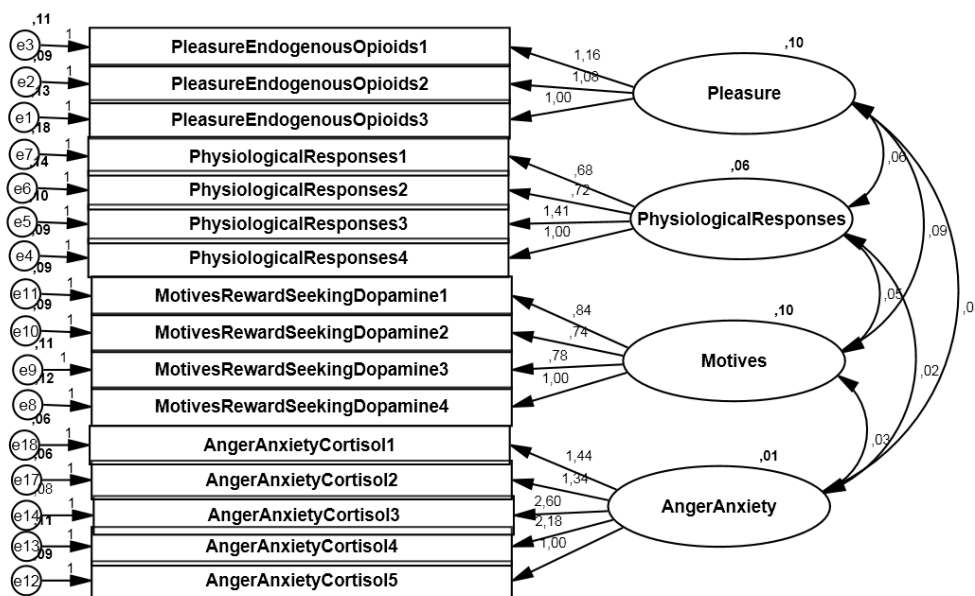 ,11
e3 1 PleasureEndogenousOpioids1
,09
e2 1 PleasureEndogenousOpioids2
,13
e1 1 PleasureEndogenousOpioids3
,18
e7 1 PhysiologicalResponses1
,14
e6 1 PhysiologicalResponses2
,10
e5 1 PhysiologicalResponses3
,09
e4 1 PhysiologicalResponses4
,09
e11 1 MotivesRewardSeekingDopamine1
,09
e10 1 MotivesRewardSeekingDopamine2
,11
e9 1 MotivesRewardSeekingDopamine3
,12
e8 1 MotivesRewardSeekingDopamine4
,06
e18 1 AngerAnxietyCortisol1
,06
e17 1 AngerAnxietyCortisol2
,08
e14 1 AngerAnxietyCortisol3
,11
e13 1 AngerAnxietyCortisol4
,09
e12 1 AngerAnxietyCortisol5
1,16
1,08
1,00
,68
,72
1,41
1,00
,84
,74
,78
1,00
1,44
1,34
2,60
2,18
1,00
,10
Pleasure
,06
PhysiologicalResponses
,10
Motives
,01
AngerAnxiety
,06
,09
,05
,02
,03